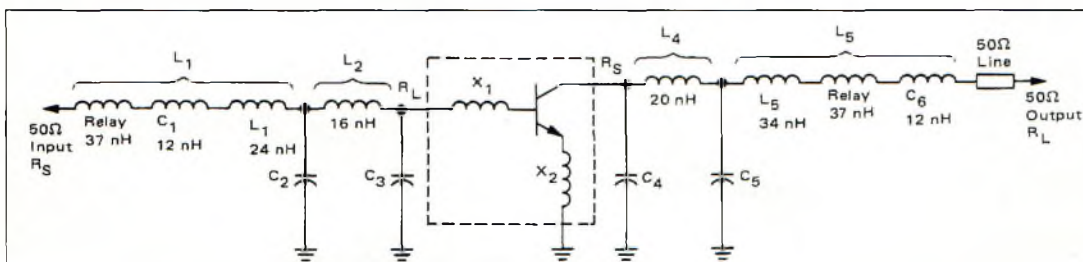 L1
L2
L4
L5
RL
X1
RS
50Ω
Line
50Ω
Input
RS
Relay
37 nH
C1
12 nH
L1
24 nH
16 nH
20 nH
L5
34 nH
Relay
37 nH
C6
12 nH
50Ω
Output
RL
C2
C3
X2
C4
C5